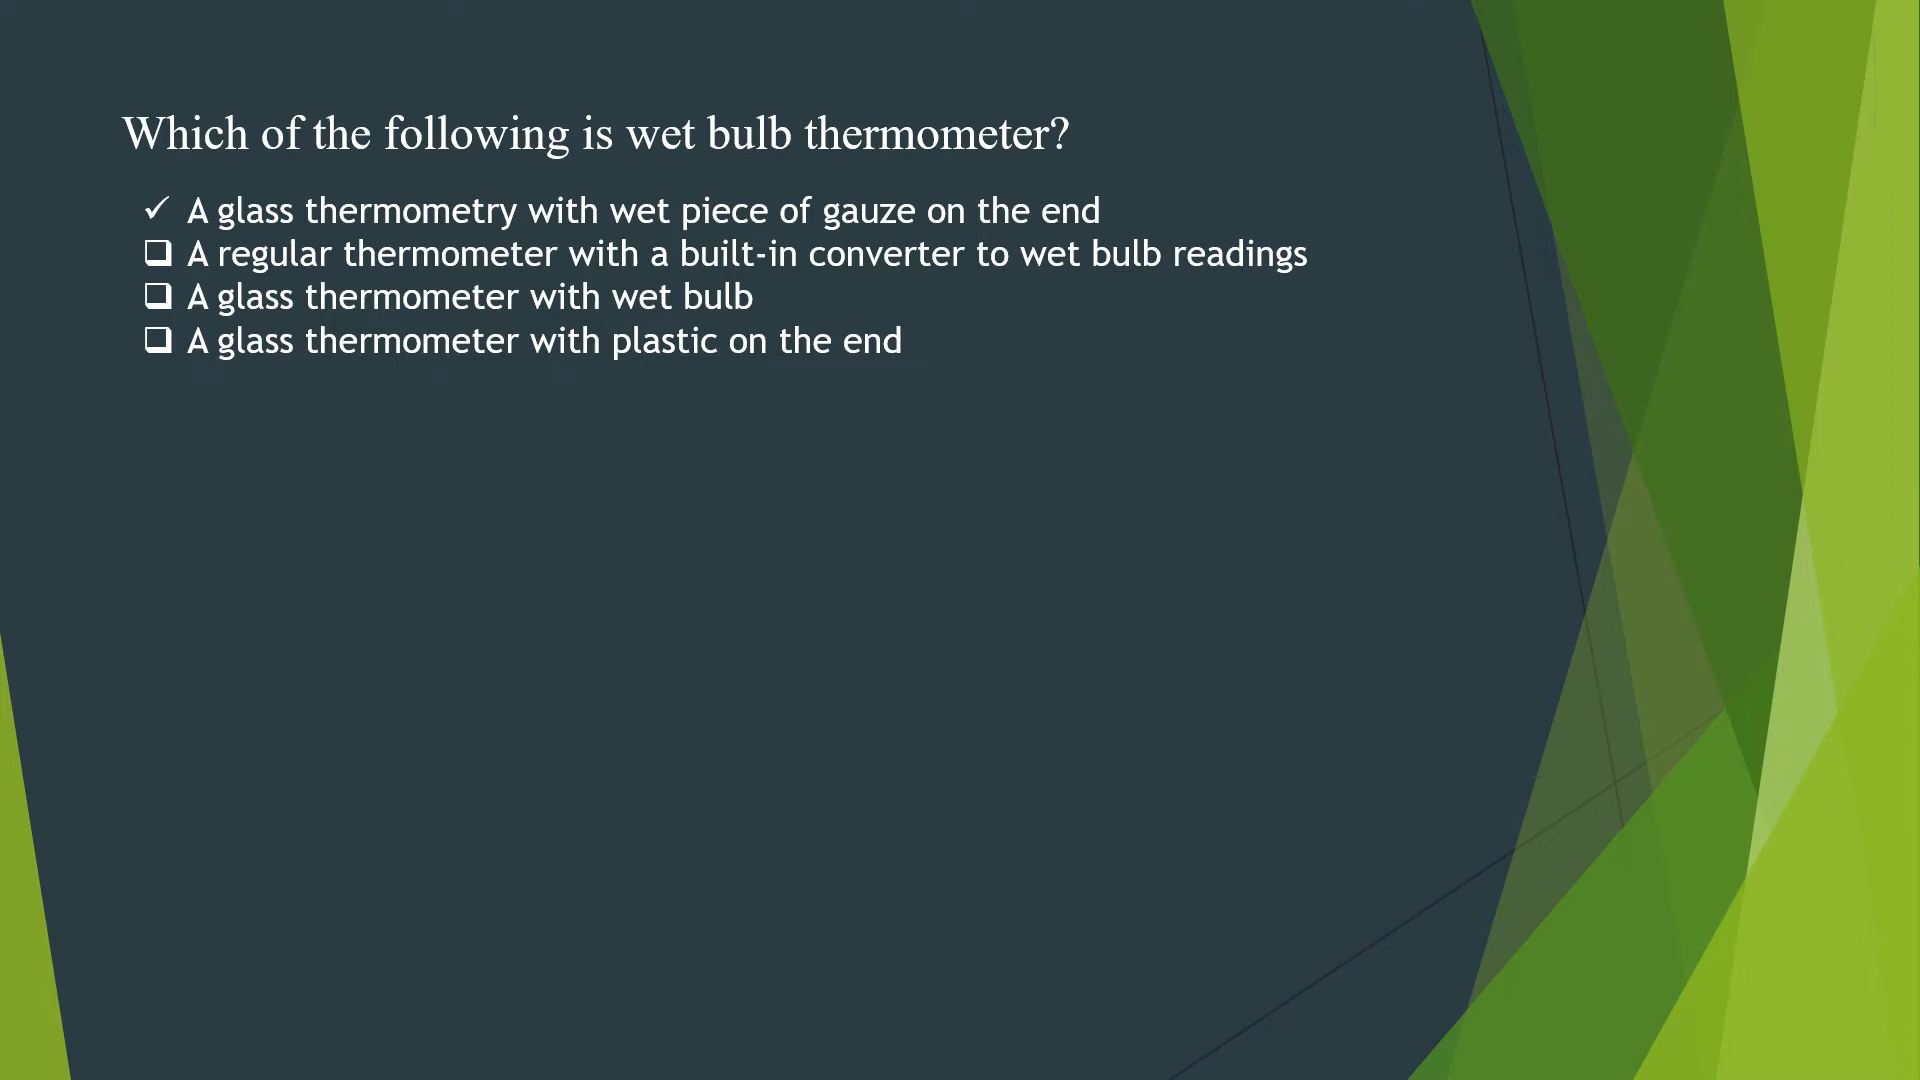 Which of the following is wet bulb thermometer?
✓ A glass thermometry with wet piece of gauze on the end
❑ A regular thermometer with a built-in converter to wet bulb readings
❑ A glass thermometer with wet bulb
❑ A glass thermometer with plastic on the end